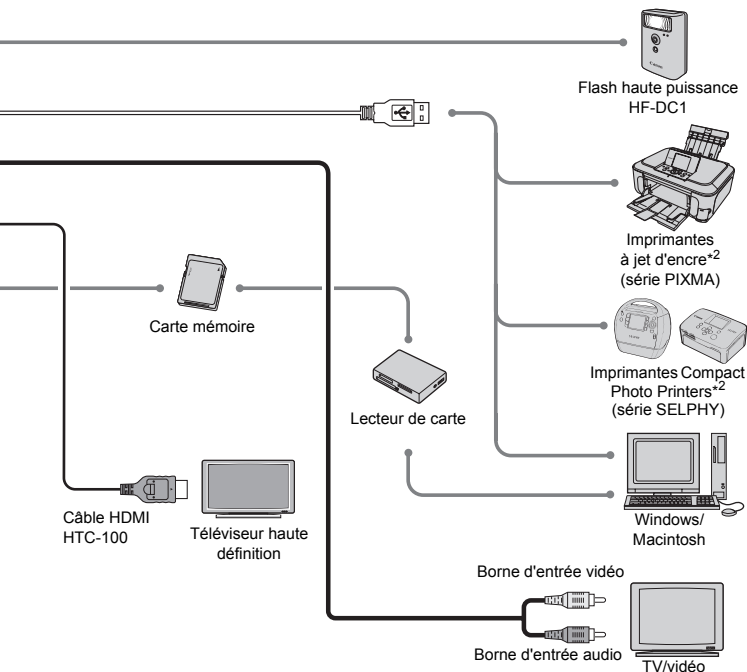 Flash haute puissance
HF-DC1
Imprimantes
à jet d'encre*2
(série PIXMA)
Carte mémoire
Imprimantes Compact
Photo Printers*2
(série SELPHY)
Lecteur de carte
Câble HDMI
HTC-100
Téléviseur haute
définition
Windows/
Macintosh
Borne d'entrée vidéo
Borne d'entrée audio
TV/vidéo